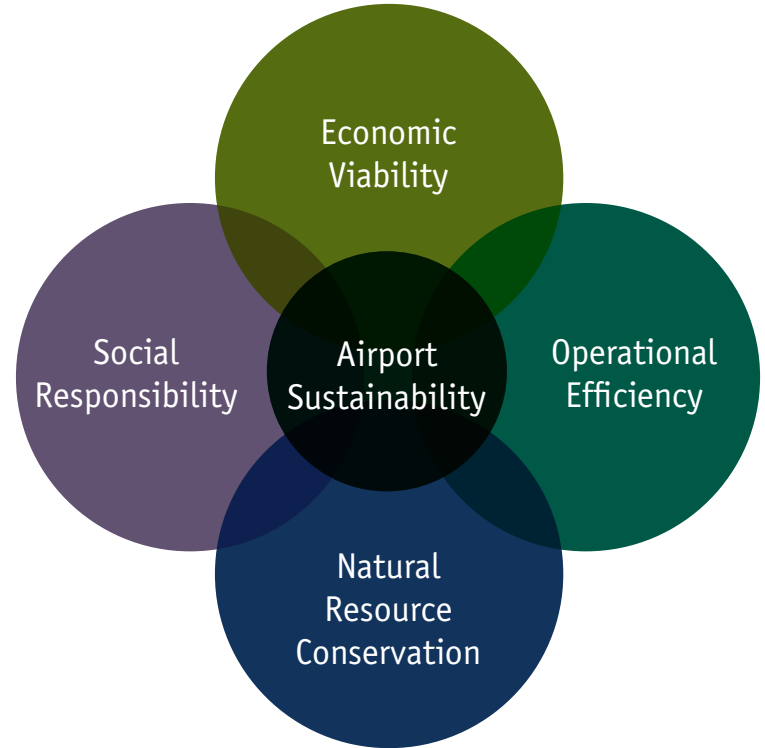 Economic
Viability
Social
Responsibility
Airport
Sustainability
Operational
Efficiency
Natural
Resource
Conservation